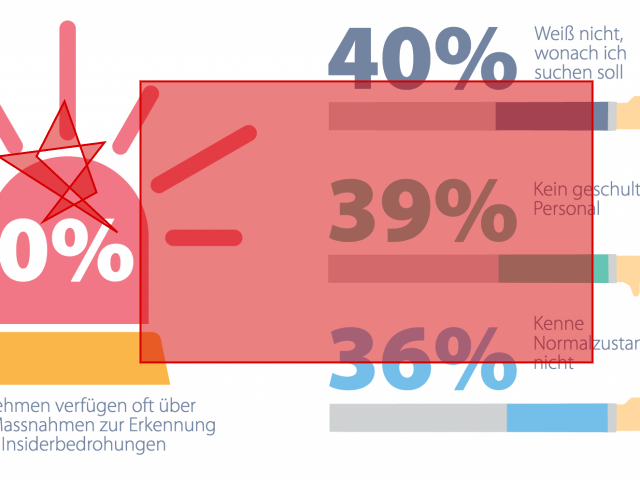 40%
Weiß nicht,
wonach ich
suchen soll
39%
Kein geschult
Personal
0%
36%
Kenne
Normalzustan
nicht
ehmen verfügen oft über
Massnahmen zur Erkennung
Insiderbedrohungen